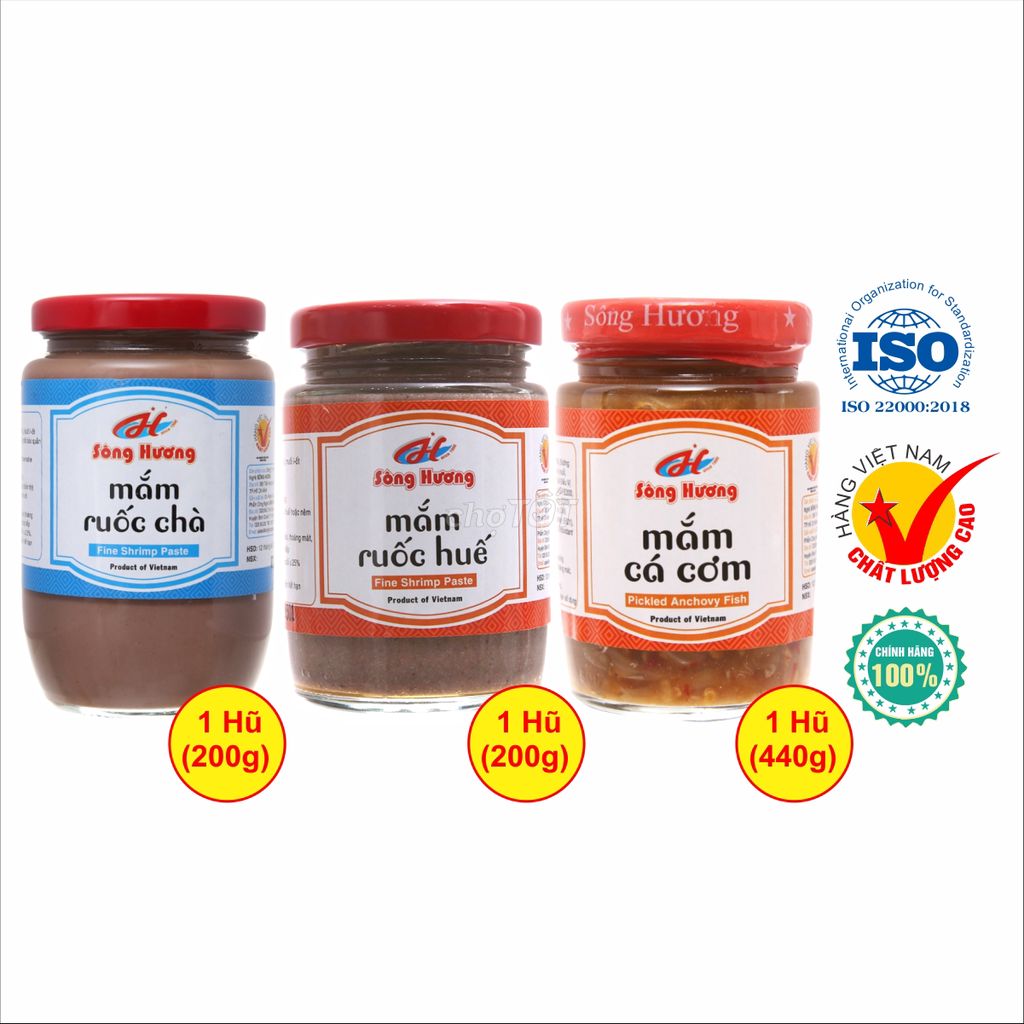 Sông Hương
mắm
ruốc chà
Fine Shrimp Paste
Product of Vietnam
1 Hũ
(200g)
Sông Hương
mắm
ruốc huế
Fine Shrimp Paste
Product of Vietnam
1 Hũ
(200g)
Sông Hương
Sông Hương
mắm
cá cơm
Pickled Anchovy Fish
Product of Vietnam
1 Hũ
(440g)
International Organization for Standardization
ISO
ISO 22000:2018
HÀNG VIỆT NAM
CHẤT LƯỢNG CAO
CHÍNH HÃNG
100%